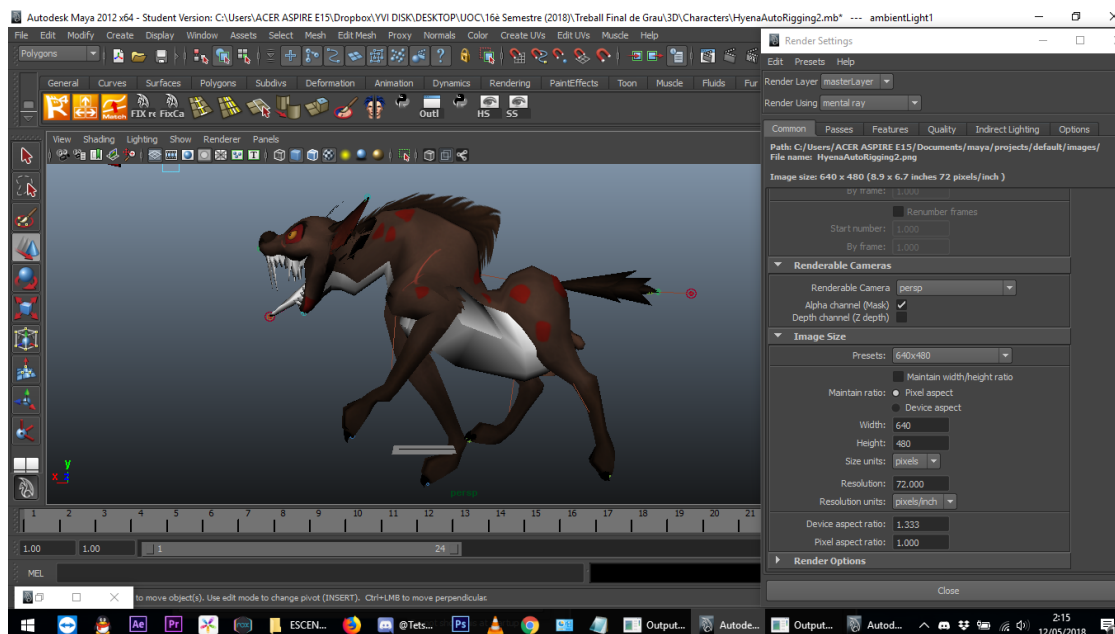 Autodesk Maya 2012 x64 - Student Version: C:\Users\ACER ASPIRE E15\Dropbox\YVI DISK\DESKTOP\UOC\16è Semestre (2018)\Treball Final de Grau\3D\Characters\HyenaAutoRigging2.mb* --- ambientLight1
File Edit Modify Create Display Window Assets Select Mesh Edit Mesh Proxy Normals Color Create UVs Edit UVs Muscle Help
Polygons
General Curves Surfaces Polygons Subdivs Deformation Animation Dynamics Rendering PaintEffects Toon Muscle Fluids Fur
Match FIX re FixCa Outl HS SS
View Shading Lighting Show Renderer Panels
persp
y
x
1 2 3 4 5 6 7 8 9 10 11 12 13 14 15 16 17 18 19 20 21
1.00 1.00 1 24
MEL
to move object(s). Use edit mode to change pivot (INSERT). Ctrl+LMB to move perpendicular.
Render Settings
Edit Presets Help
Render Layer masterLayer
Render Using mental ray
Common Passes Features Quality Indirect Lighting Options
Path: C:/Users/ACER ASPIRE E15/Documents/maya/projects/default/images/
File name: HyenaAutoRigging2.png
Image size: 640 x 480 (8.9 x 6.7 inches 72 pixels/inch )
By frame: 1.000
Renumber frames
Start number: 1.000
By frame: 1.000
Renderable Cameras
Renderable Camera persp
Alpha channel (Mask)
Depth channel (Z depth)
Image Size
Presets: 640x480
Maintain width/height ratio
Maintain ratio: Pixel aspect
Device aspect
Width: 640
Height: 480
Size units: pixels
Resolution: 72.000
Resolution units: pixels/inch
Device aspect ratio: 1.333
Pixel aspect ratio: 1.000
Render Options
Close
Ae Pr ESCEN... @Tets... Ps Output... Autode... Output... Autod...
2:15
12/05/2018